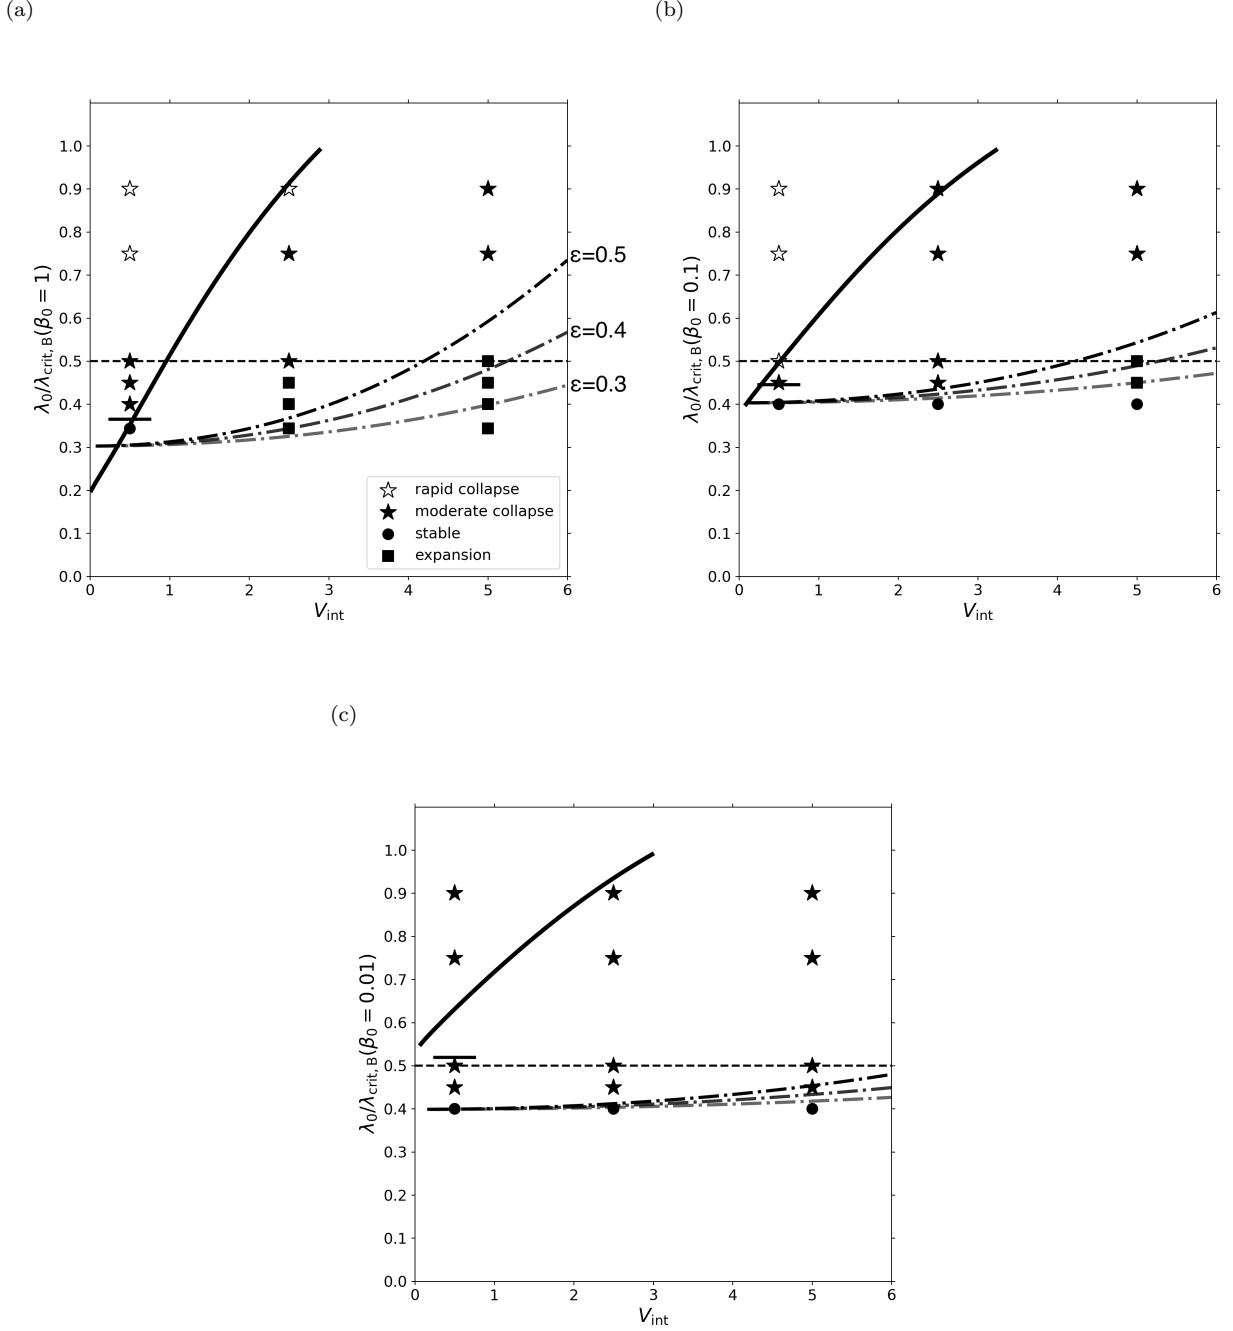 (a)
1.0
0.9
0.8
0.7
0.6
0.5
0.4
0.3
0.2
0.1
0.0
λ0/λcrit, B(β0 = 1)
ε=0.5
ε=0.4
ε=0.3
rapid collapse
moderate collapse
stable
expansion
0 1 2 3 4 5 6
Vint
(b)
1.0
0.9
0.8
0.7
0.6
0.5
0.4
0.3
0.2
0.1
0.0
λ0/λcrit, B(β0 = 0.1)
0 1 2 3 4 5 6
Vint
(c)
1.0
0.9
0.8
0.7
0.6
0.5
0.4
0.3
0.2
0.1
0.0
λ0/λcrit, B(β0 = 0.01)
0 1 2 3 4 5 6
Vint